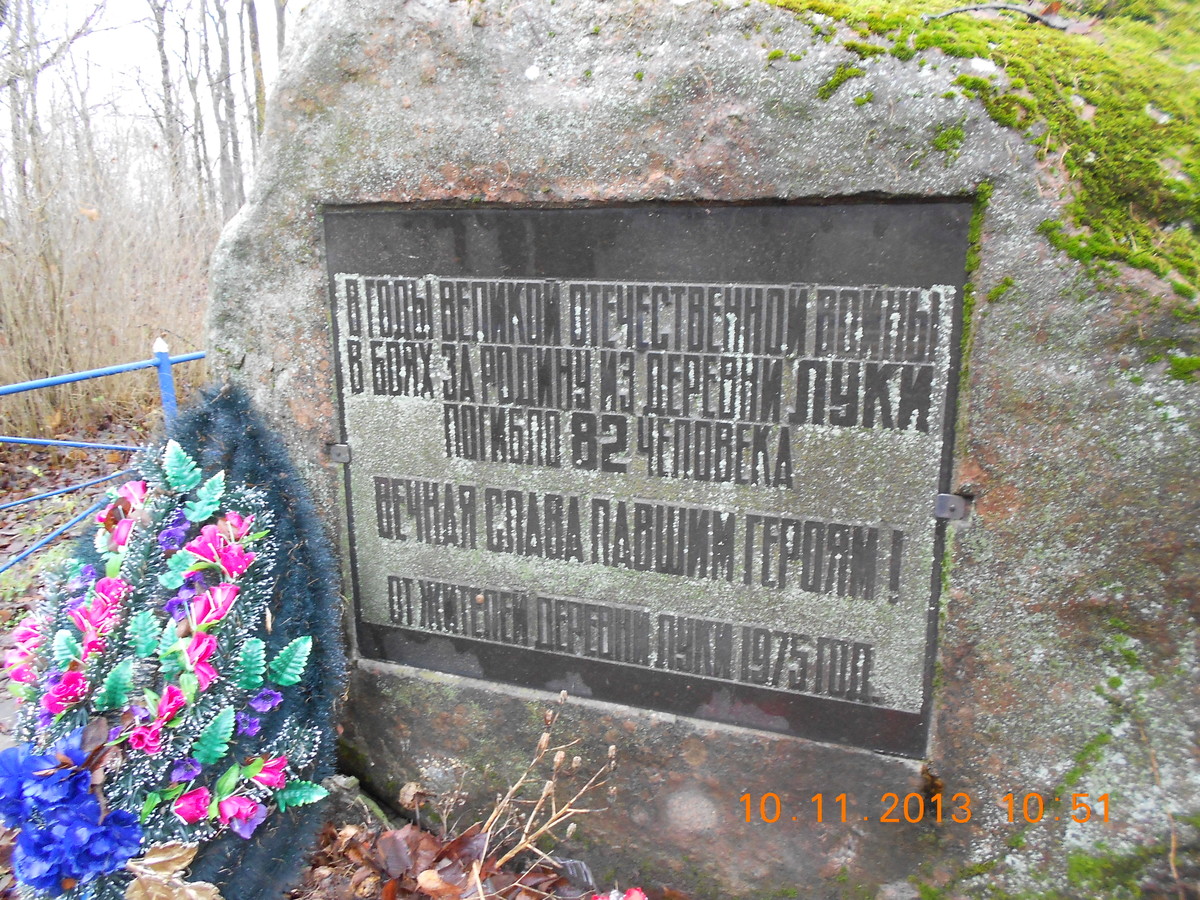 В ГОДЫ ВЕЛИКОЙ ОТЕЧЕСТВЕННОЙ ВОЙНЫ
В БОЯХ ЗА РОДИНУ ИЗ ДЕРЕВНИ ЛУКИ
ПОГИБЛО 82 ЧЕЛОВЕКА
ВЕЧНАЯ СЛАВА ПАВШИМ ГЕРОЯМ!
ОТ ЖИТЕЛЕЙ ДЕРЕВНИ ЛУКИ 1975 ГОД.
10.11.2013 10:51